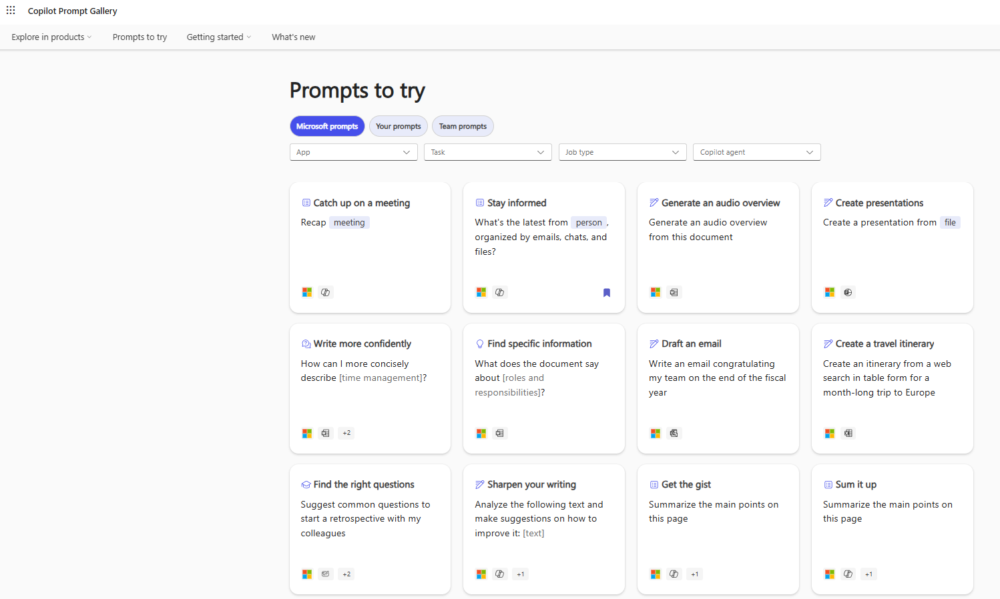 Copilot Prompt Gallery
Explore in products
Prompts to try
Getting started
What's new
Prompts to try
Microsoft prompts
Your prompts
Team prompts
App
Task
Job type
Copilot agent
Catch up on a meeting
Recap meeting
Stay informed
What's the latest from person,
organized by emails, chats, and
files?
Generate an audio overview
Generate an audio overview
from this document
Create presentations
Create a presentation from file
Write more confidently
How can I more concisely
describe [time management]?
+2
Find specific information
What does the document say
about [roles and
responsibilities]?
Draft an email
Write an email congratulating
my team on the end of the fiscal
year
Create a travel itinerary
Create an itinerary from a web
search in table form for a
month-long trip to Europe
Find the right questions
Suggest common questions to
start a retrospective with my
colleagues
+2
Sharpen your writing
Analyze the following text and
make suggestions on how to
improve it: [text]
+1
Get the gist
Summarize the main points on
this page
+1
Sum it up
Summarize the main points on
this page
+1